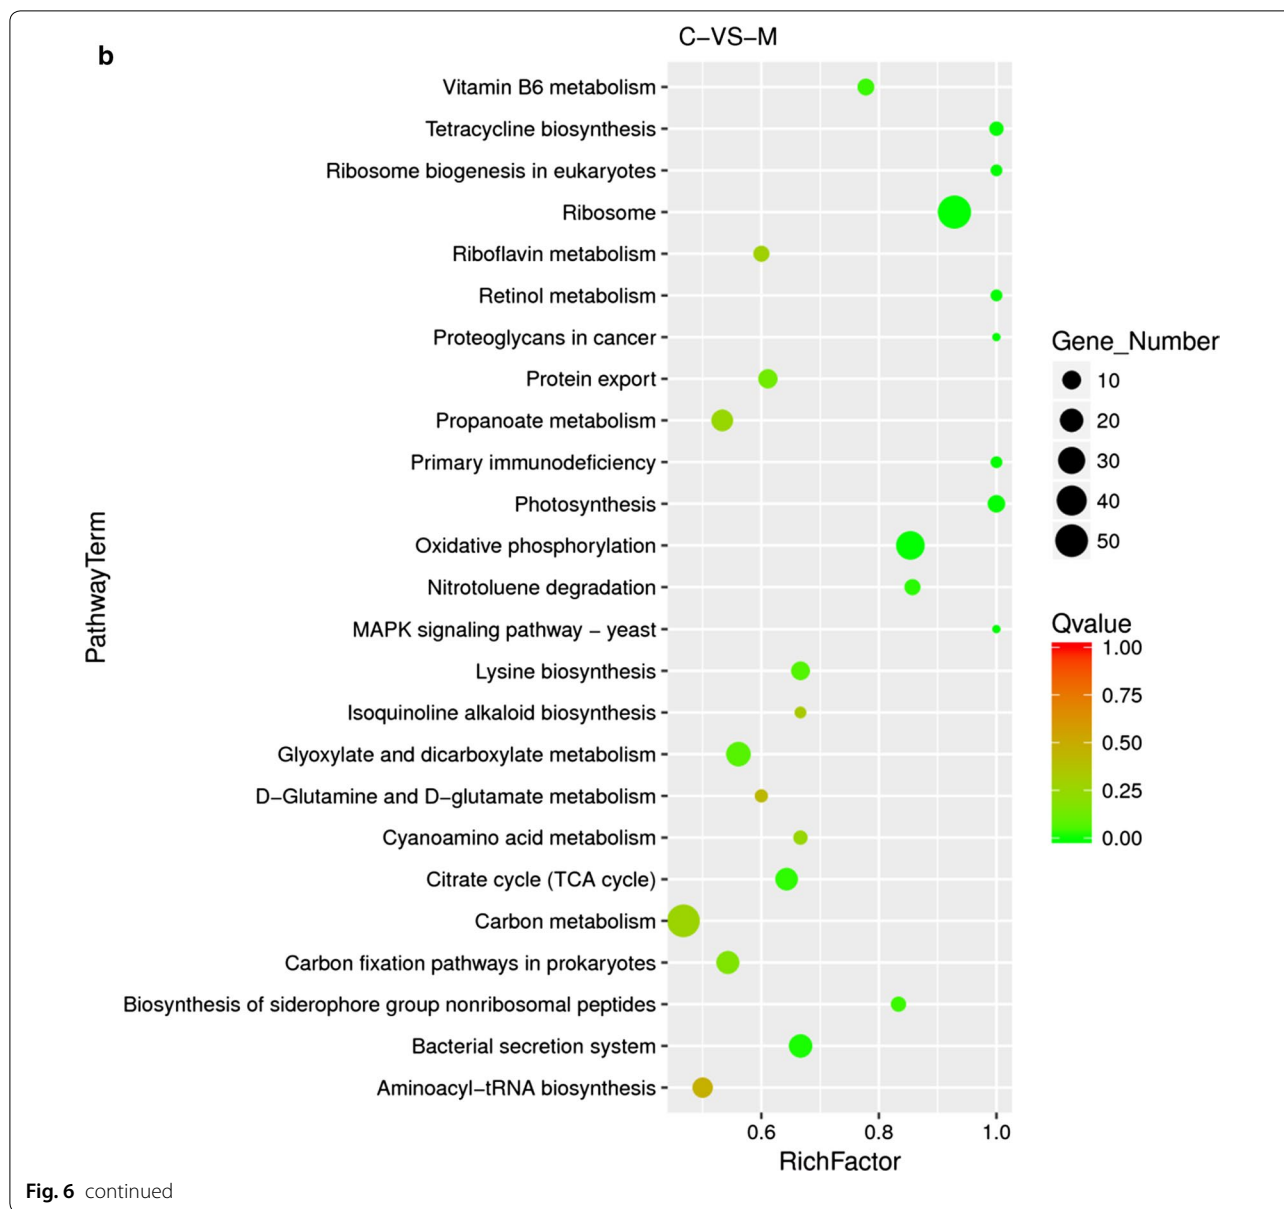 b
C−VS−M
Vitamin B6 metabolism
Tetracycline biosynthesis
Ribosome biogenesis in eukaryotes
Ribosome
Riboflavin metabolism
Retinol metabolism
Proteoglycans in cancer
Protein export
Propanoate metabolism
Primary immunodeficiency
Photosynthesis
Oxidative phosphorylation
Nitrotoluene degradation
MAPK signaling pathway − yeast
Lysine biosynthesis
Isoquinoline alkaloid biosynthesis
Glyoxylate and dicarboxylate metabolism
D−Glutamine and D−glutamate metabolism
Cyanoamino acid metabolism
Citrate cycle (TCA cycle)
Carbon metabolism
Carbon fixation pathways in prokaryotes
Biosynthesis of siderophore group nonribosomal peptides
Bacterial secretion system
Aminoacyl−tRNA biosynthesis
PathwayTerm
0.6 0.8 1.0
RichFactor
Gene_Number
10
20
30
40
50
Qvalue
1.00
0.75
0.50
0.25
0.00
Fig. 6 continued